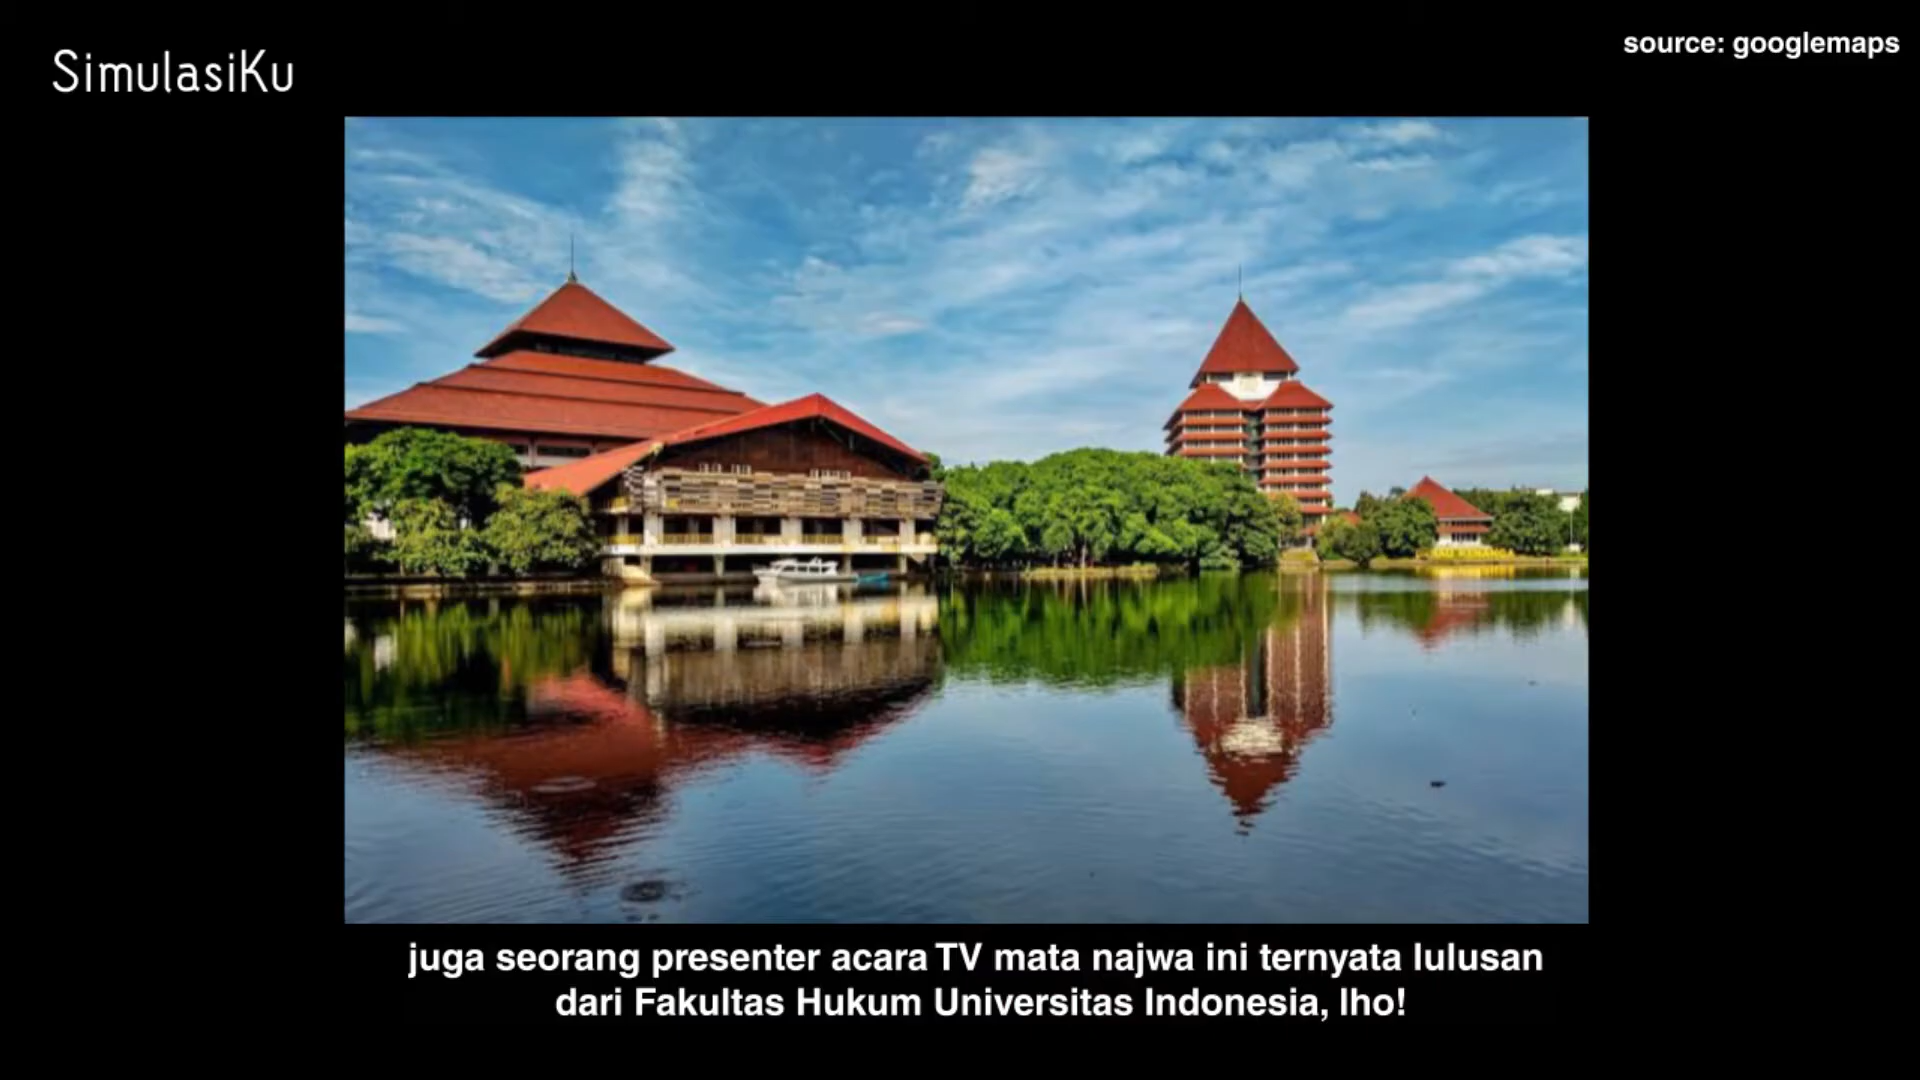 SimulasiKu
source: googlemaps
juga seorang presenter acara TV mata najwa ini ternyata lulusan
dari Fakultas Hukum Universitas Indonesia, lho!